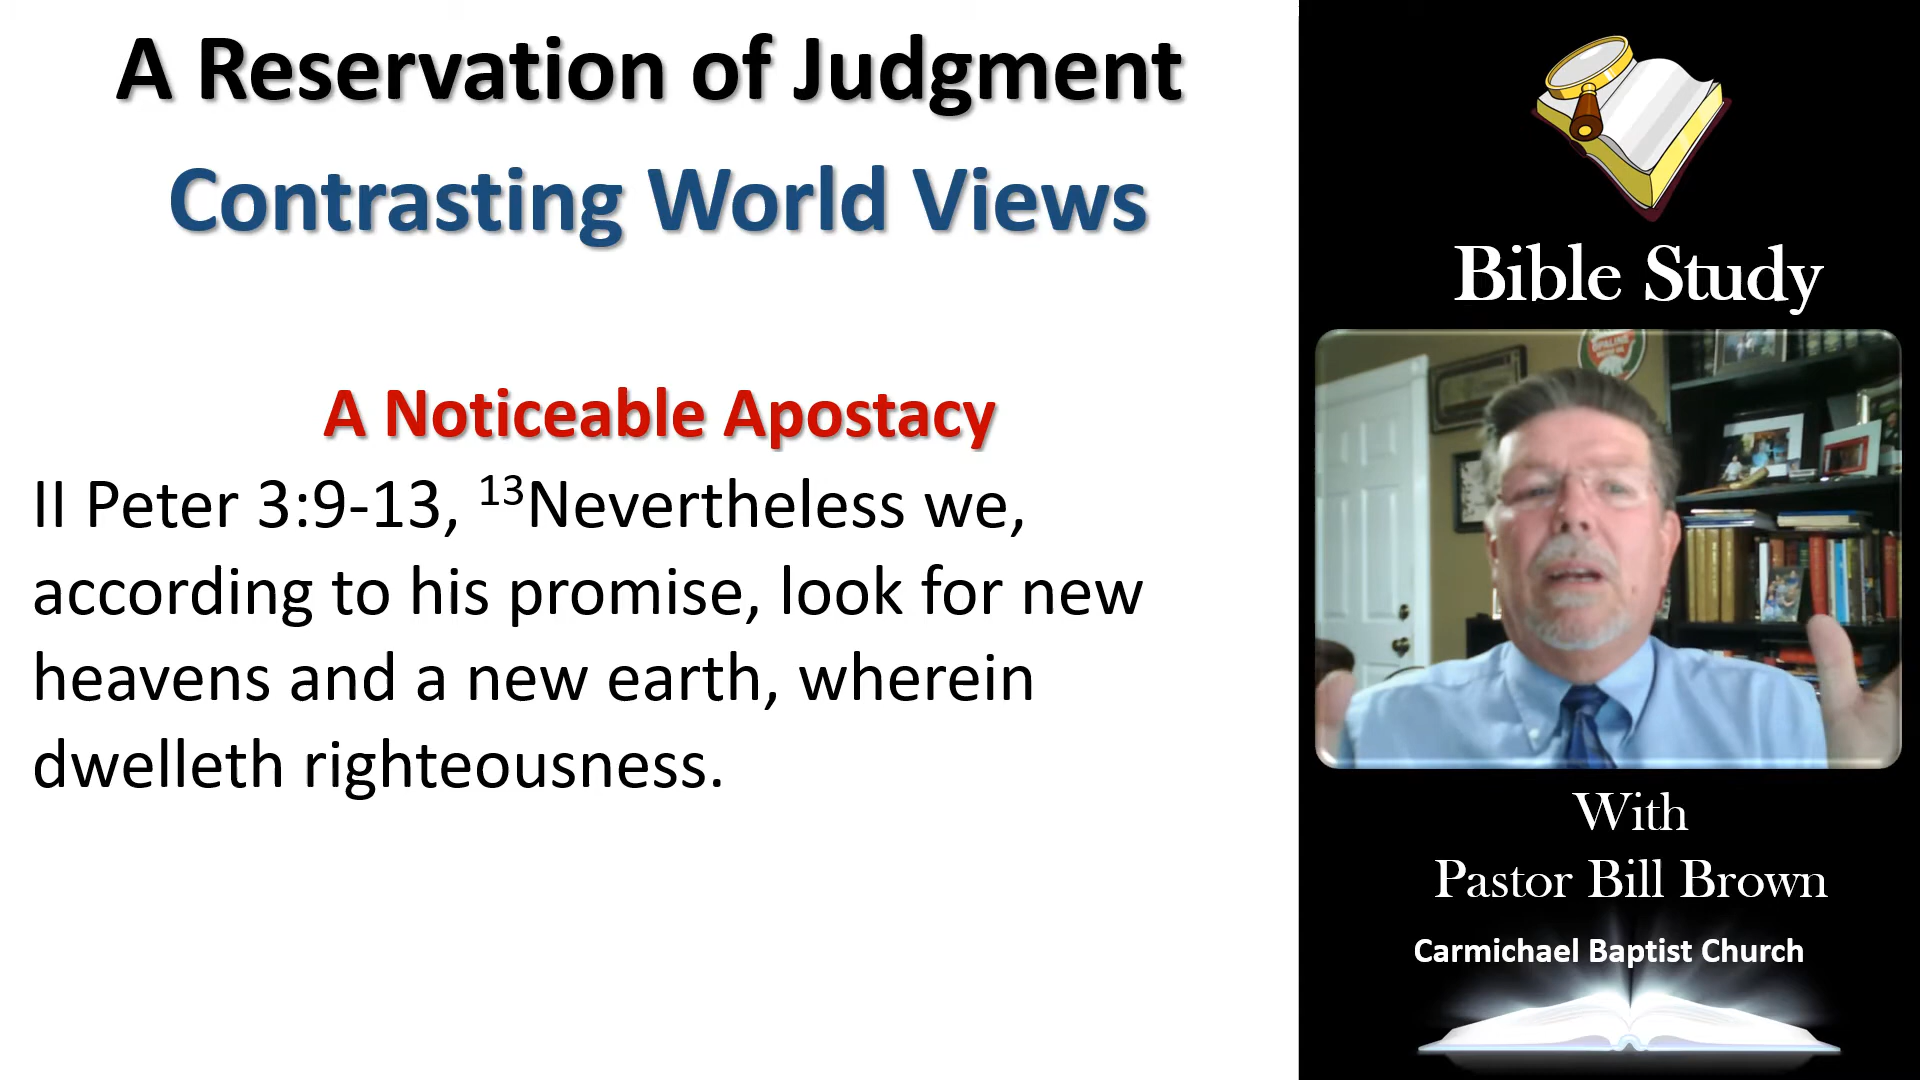 A Reservation of Judgment
Contrasting World Views
A Noticeable Apostacy
II Peter 3:9-13, ¹³Nevertheless we,
according to his promise, look for new
heavens and a new earth, wherein
dwelleth righteousness.
Bible Study
OPALINE
With
Pastor Bill Brown
Carmichael Baptist Church